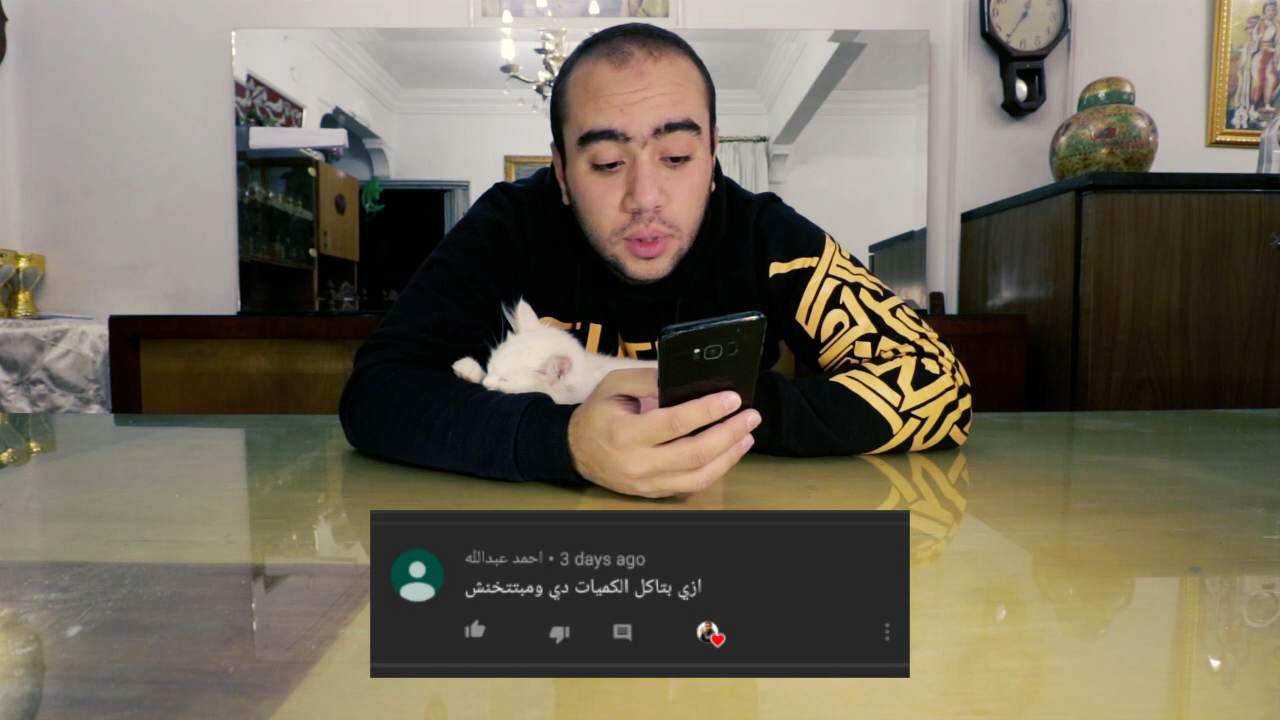 احمد عبدالله • 3 days ago
ازي بتاكل الكميات دي ومبتتخنش